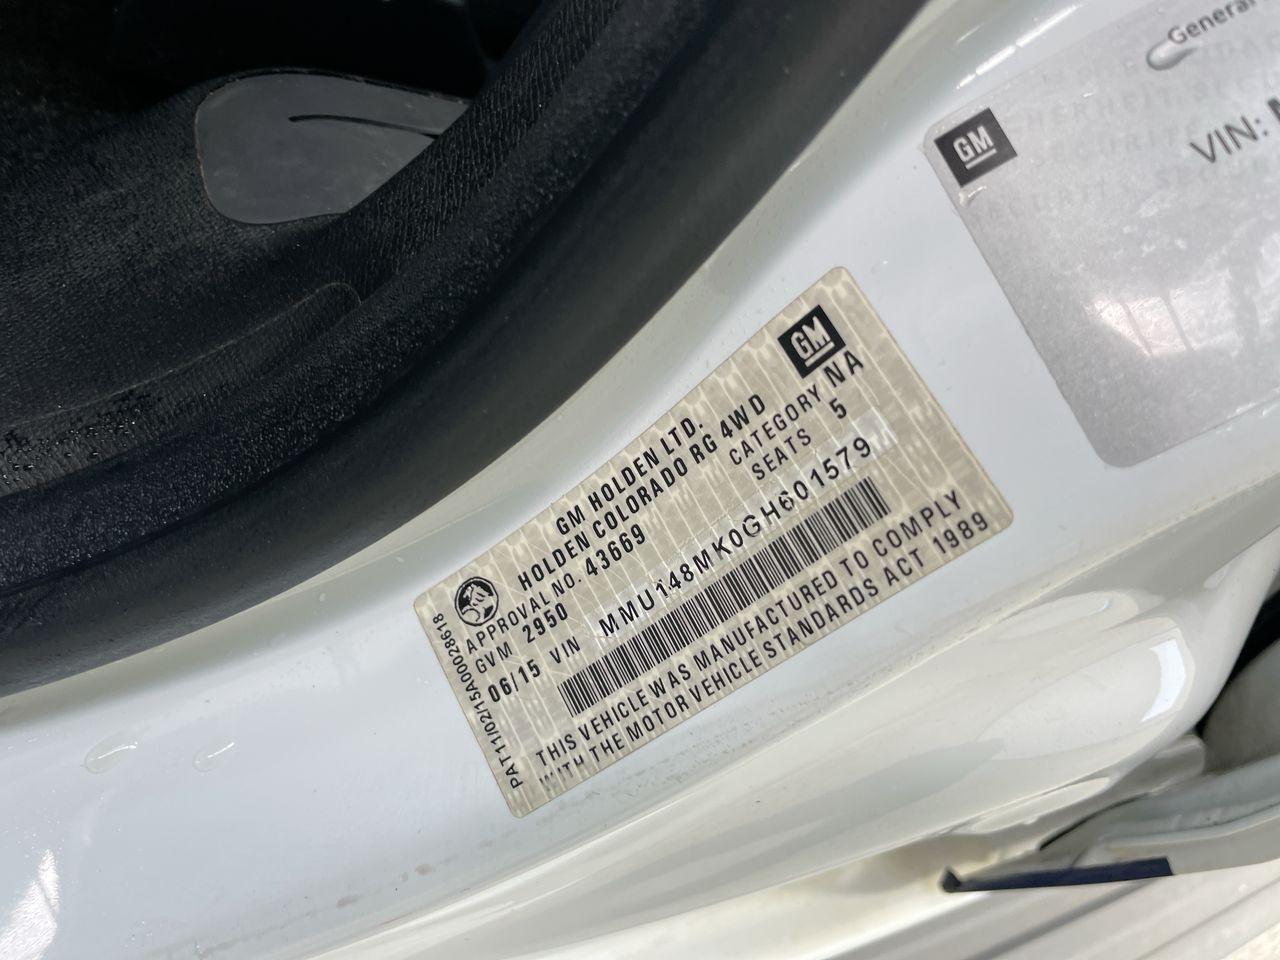 GM
GM HOLDEN LTD.
HOLDEN COLORADO RG 4WD
APPROVAL NO. 43669
CATEGORY NA
GVM 2950
SEATS 5
06/15 VIN MMU148MK0GH601579
THIS VEHICLE WAS MANUFACTURED TO COMPLY
WITH THE MOTOR VEHICLE STANDARDS ACT 1989
PAT11/02/15A00028618
General
GM
VIN:
SECURITE